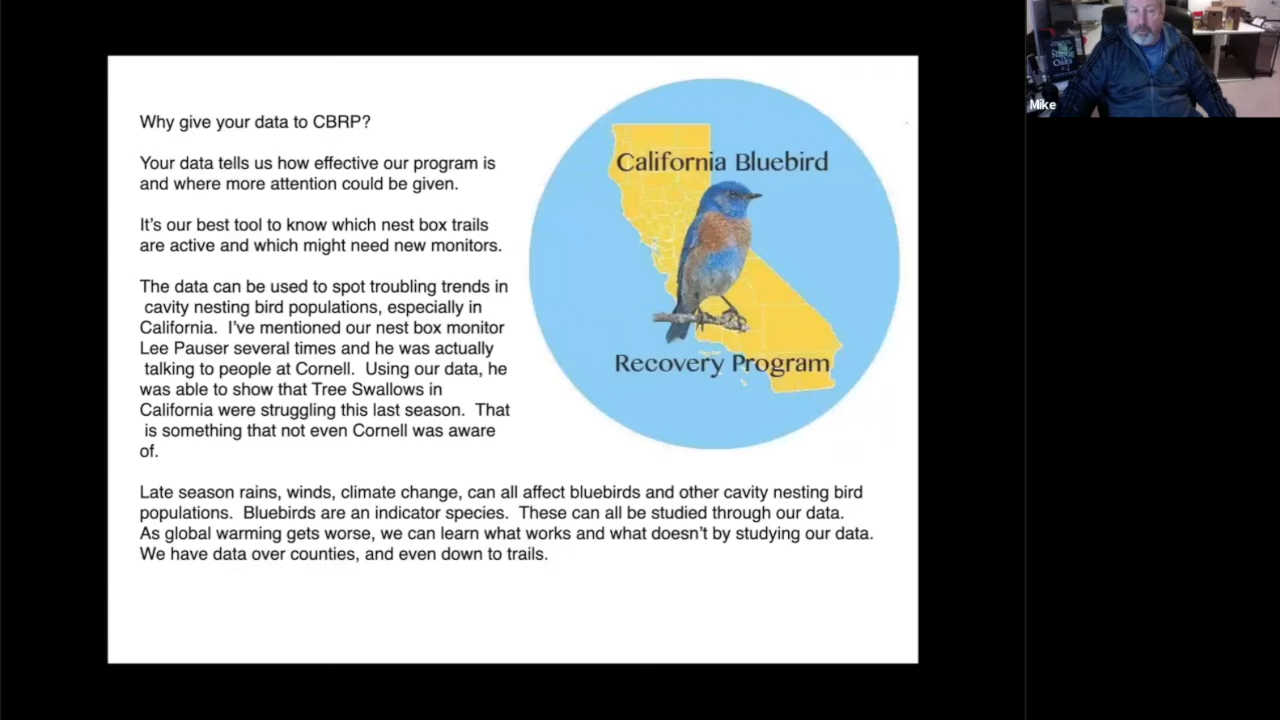 Why give your data to CBRP?
Your data tells us how effective our program is
and where more attention could be given.
It's our best tool to know which nest box trails
are active and which might need new monitors.
The data can be used to spot troubling trends in
cavity nesting bird populations, especially in
California. I've mentioned our nest box monitor
Lee Pauser several times and he was actually
talking to people at Cornell. Using our data, he
was able to show that Tree Swallows in
California were struggling this last season. That
is something that not even Cornell was aware
of.
Late season rains, winds, climate change, can all affect bluebirds and other cavity nesting bird
populations. Bluebirds are an indicator species. These can all be studied through our data.
As global warming gets worse, we can learn what works and what doesn't by studying our data.
We have data over counties, and even down to trails.
California Bluebird
Recovery Program
Mike